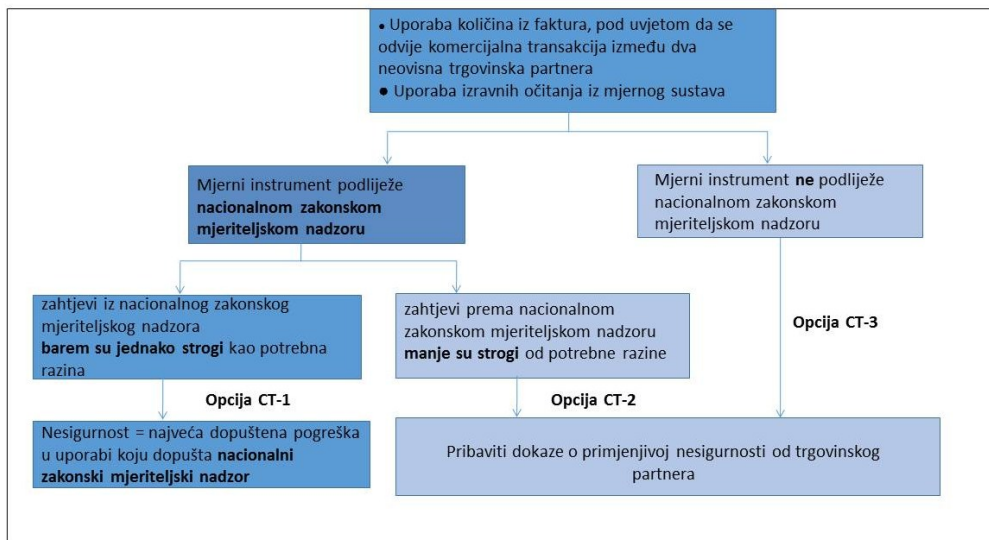 • Uporaba količina iz faktura, pod uvjetom da se
odvije komercijalna transakcija između dva
neovisna trgovinska partnera
● Uporaba izravnih očitanja iz mjernog sustava
Mjerni instrument podliježe
nacionalnom zakonskom
mjeriteljskom nadzoru
Mjerni instrument ne podliježe
nacionalnom zakonskom
mjeriteljskom nadzoru
zahtjevi iz nacionalnog zakonskog
mjeriteljskog nadzora
barem su jednako strogi kao potrebna
razina
zahtjevi prema nacionalnom
zakonskom mjeriteljskom nadzoru
manje su strogi od potrebne razine
Opcija CT-3
Opcija CT-1
Opcija CT-2
Nesigurnost = najveća dopuštena pogreška
u uporabi koju dopušta nacionalni
zakonski mjeriteljski nadzor
Pribaviti dokaze o primjenjivoj nesigurnosti od trgovinskog
partnera